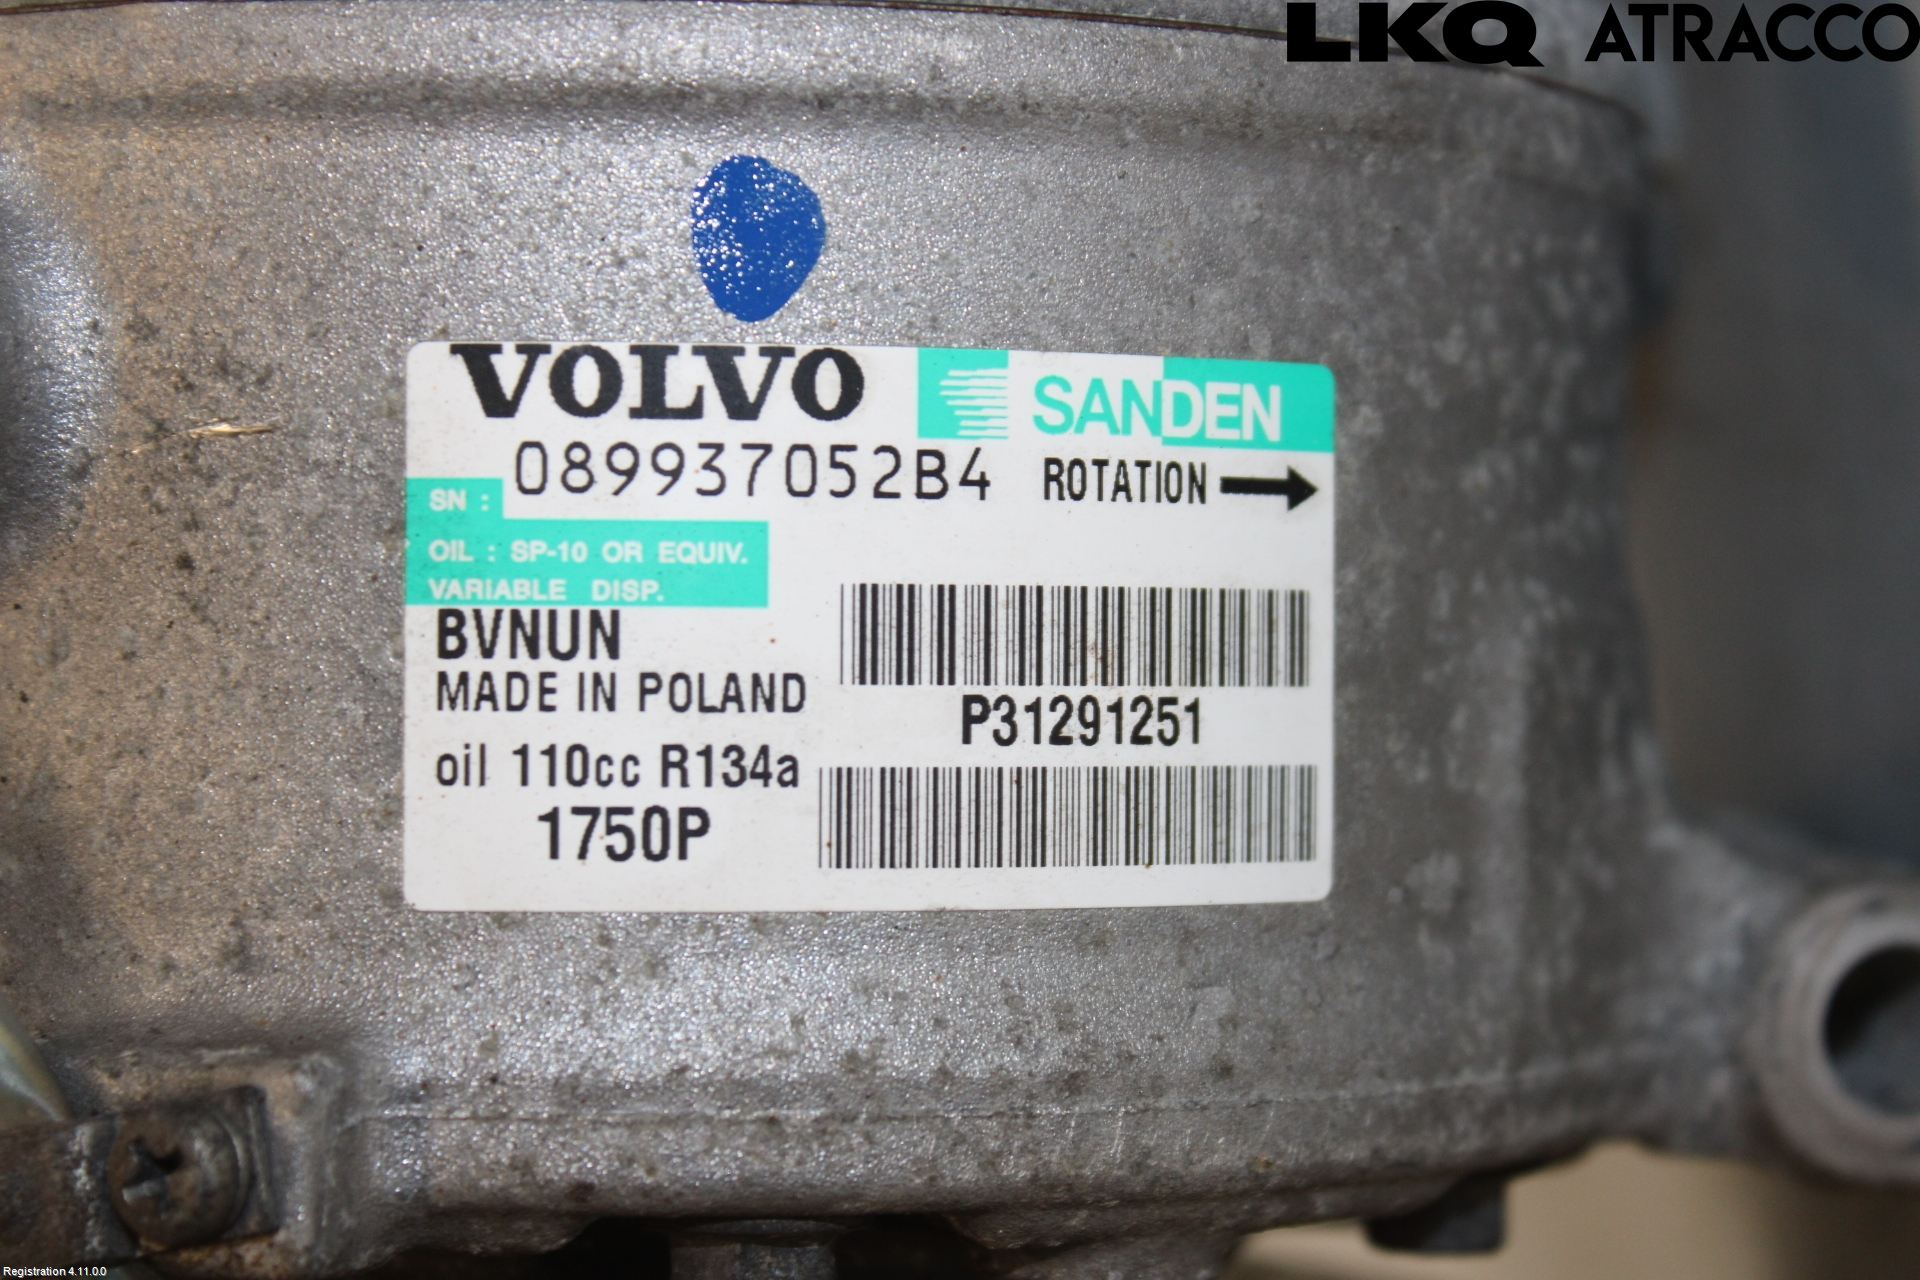 LKQ ATRACCO
VOLVO SANDEN
SN : 089937052B4 ROTATION
OIL : SP-10 OR EQUIV.
VARIABLE DISP.
BVNUN
MADE IN POLAND
P31291251
oil 110cc R134a
1750P
Registration 4.11.0.0